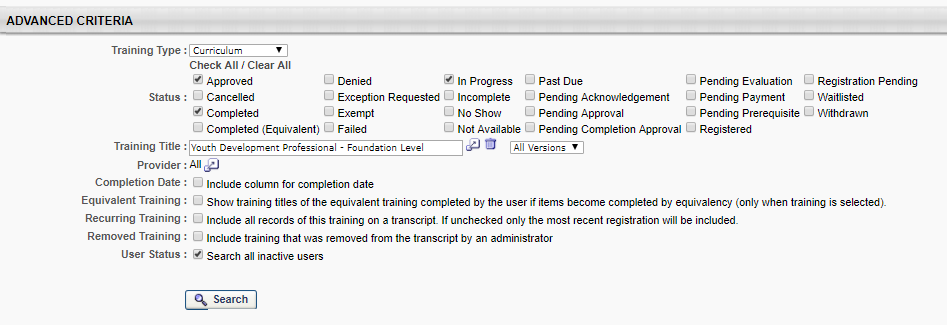 ADVANCED CRITERIA
Training Type : Curriculum
Check All / Clear All
Approved Denied In Progress Past Due Pending Evaluation Registration Pending
Status : Cancelled Exception Requested Incomplete Pending Acknowledgement Pending Payment Waitlisted
Completed Exempt No Show Pending Approval Pending Prerequisite Withdrawn
Completed (Equivalent) Failed Not Available Pending Completion Approval Registered
Training Title : Youth Development Professional - Foundation Level All Versions
Provider : All
Completion Date : Include column for completion date
Equivalent Training : Show training titles of the equivalent training completed by the user if items become completed by equivalency (only when training is selected).
Recurring Training : Include all records of this training on a transcript. If unchecked only the most recent registration will be included.
Removed Training : Include training that was removed from the transcript by an administrator
User Status : Search all inactive users
Search